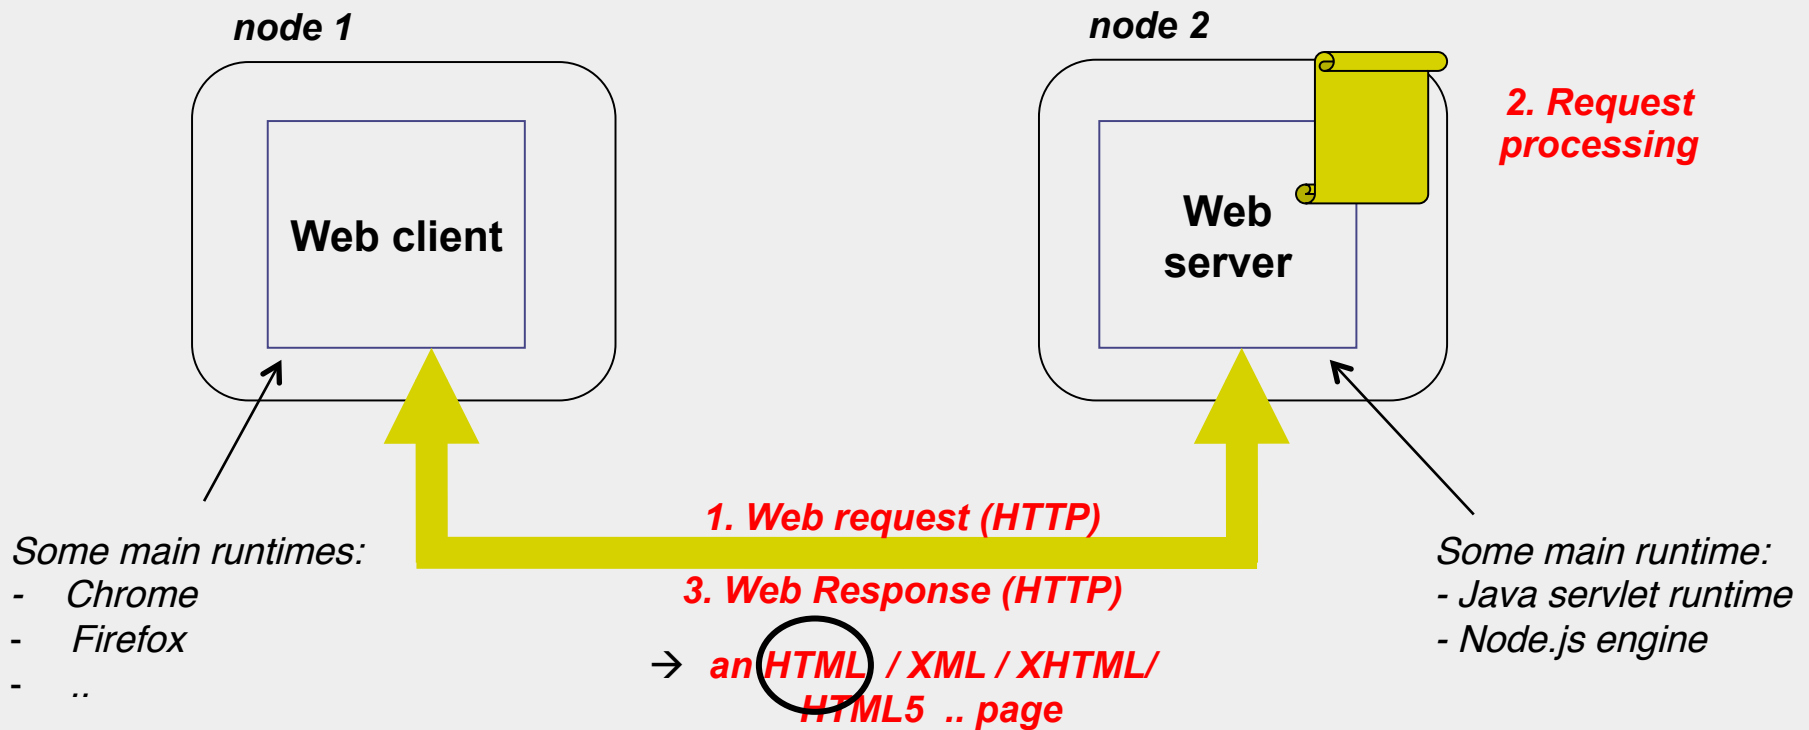 node 1
node 2
2. Request
processing
Web client
Web
server
1. Web request (HTTP)
3. Web Response (HTTP)
→ an HTML / XML / XHTML/
HTML5 .. page
Some main runtimes:
- Chrome
- Firefox
- ..
Some main runtime:
- Java servlet runtime
- Node.js engine